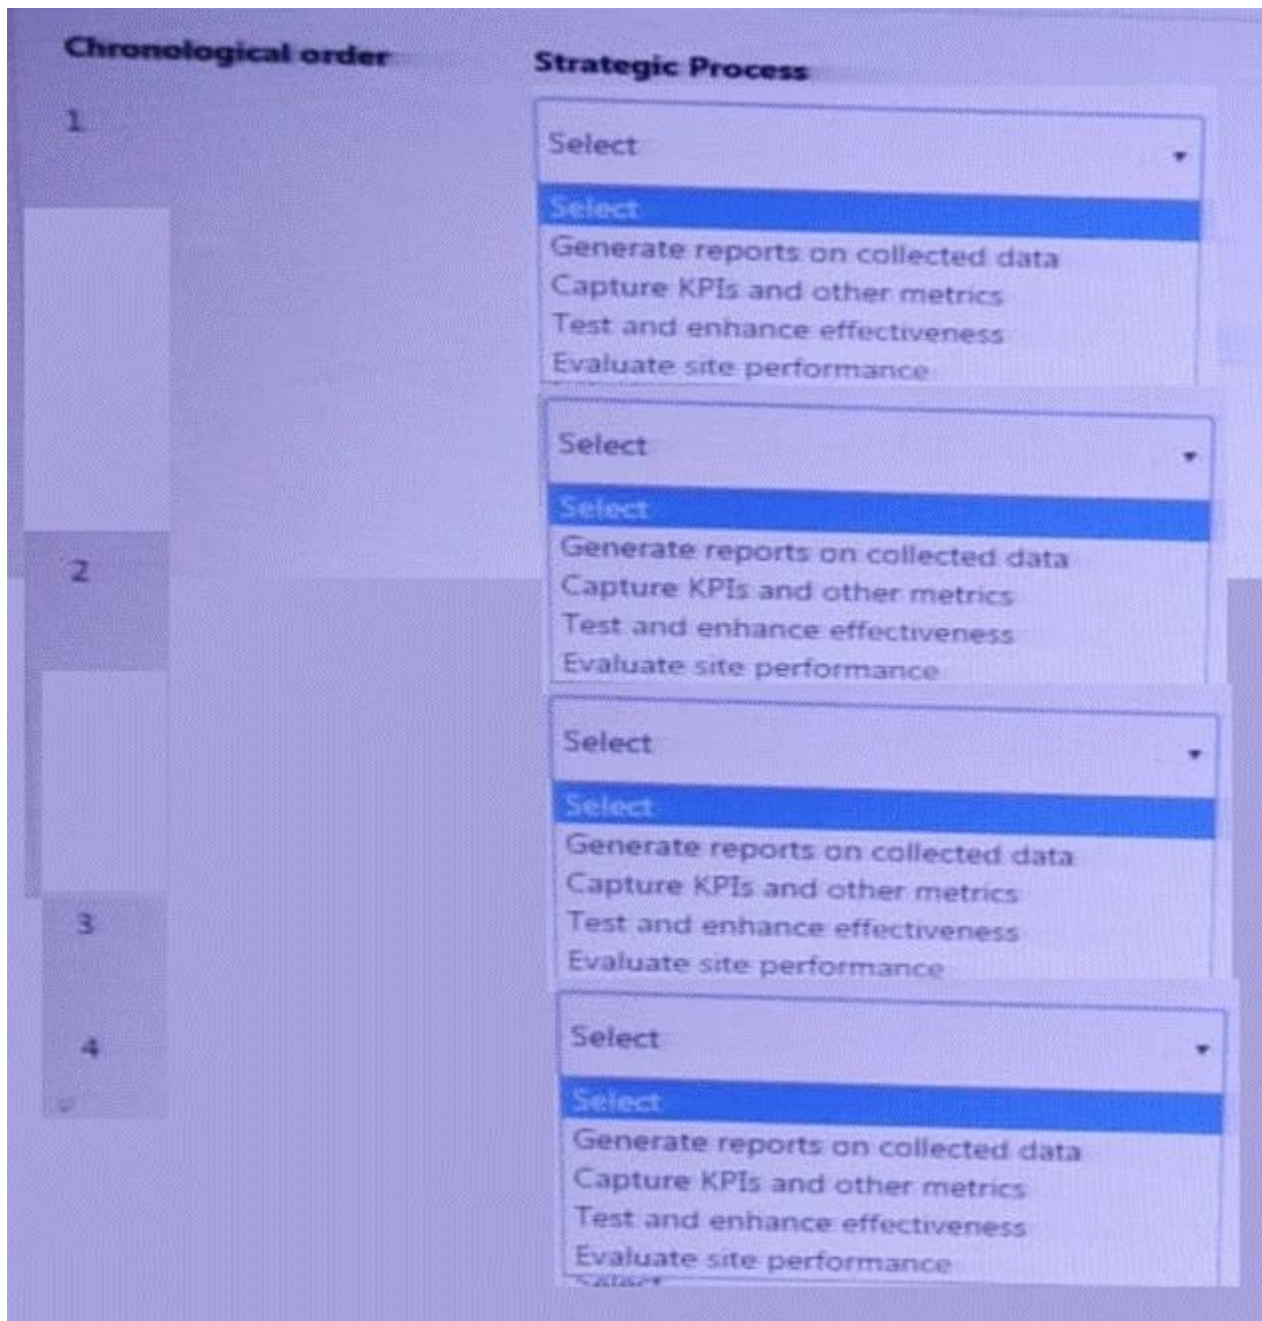 Chronological order
Strategic Process
1
Select
Select
Generate reports on collected data
Capture KPIs and other metrics
Test and enhance effectiveness
Evaluate site performance
2
Select
Select
Generate reports on collected data
Capture KPIs and other metrics
Test and enhance effectiveness
Evaluate site performance
3
Select
Select
Generate reports on collected data
Capture KPIs and other metrics
Test and enhance effectiveness
Evaluate site performance
4
Select
Select
Generate reports on collected data
Capture KPIs and other metrics
Test and enhance effectiveness
Evaluate site performance
Select